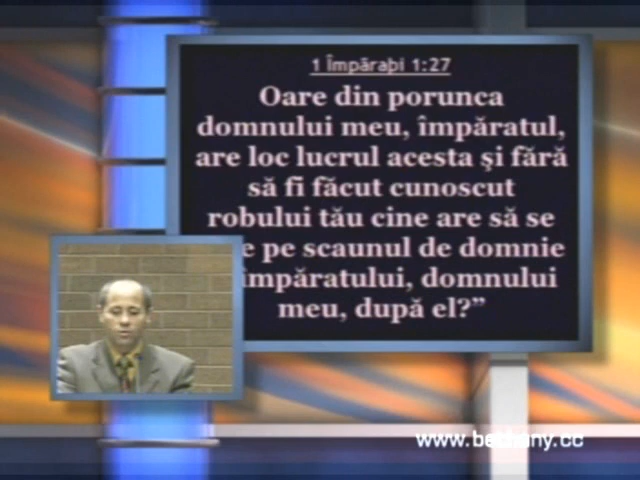 1 Împăraþi 1:27
Oare din porunca
domnului meu, împăratul,
are loc lucrul acesta şi fără
să fi făcut cunoscut
robului tău cine are să se
pe scaunul de domnie
împăratului, domnului
meu, după el?”
www.bethany.cc